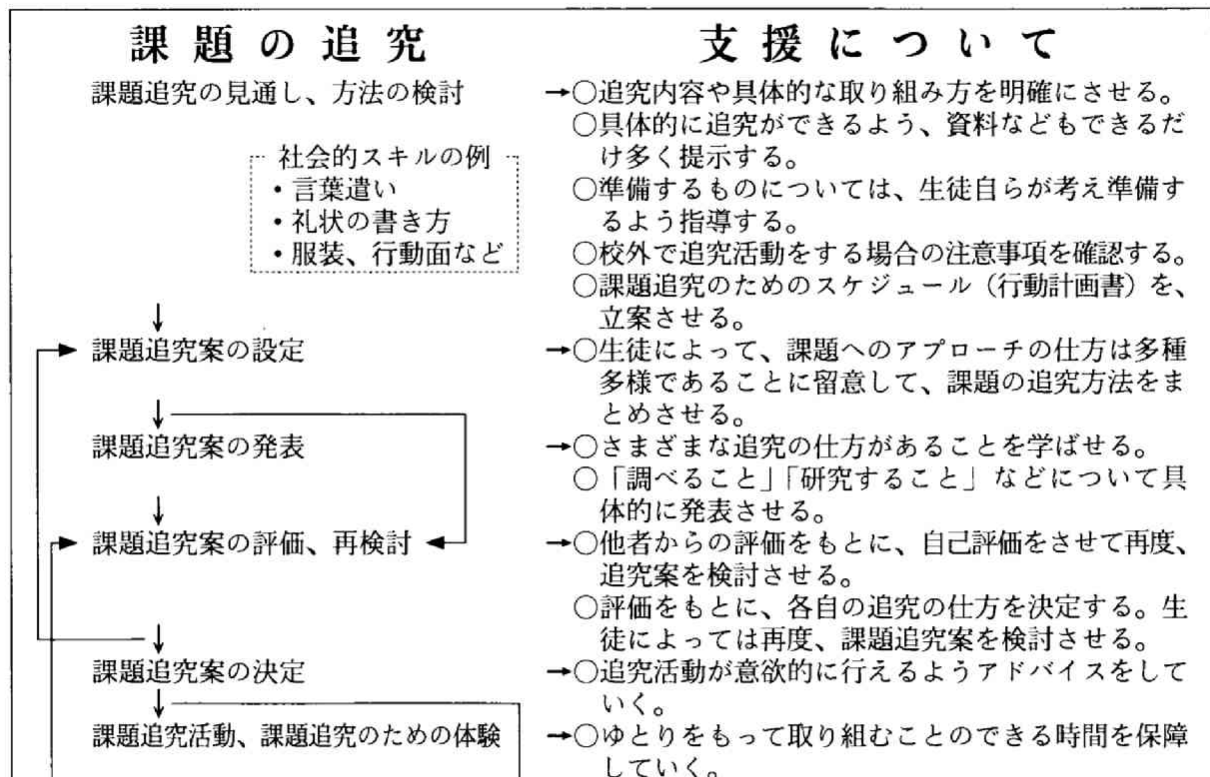 課題の追究
支援について
課題追究の見通し、方法の検討
→○追究内容や具体的な取り組み方を明確にさせる。
○具体的に追究ができるよう、資料などもできるだ
け多く提示する。
社会的スキルの例
・言葉遣い
・礼状の書き方
・服装、行動面など
○準備するものについては、生徒自らが考え準備す
るよう指導する。
○校外で追究活動をする場合の注意事項を確認する。
○課題追究のためのスケジュール（行動計画書）を、
立案させる。
課題追究案の設定
→○生徒によって、課題へのアプローチの仕方は多種
多様であることに留意して、課題の追究方法をま
とめさせる。
課題追究案の発表
→○さまざまな追究の仕方があることを学ばせる。
○「調べること」「研究すること」などについて具
体的に発表させる。
課題追究案の評価、再検討
→○他者からの評価をもとに、自己評価をさせて再度、
追究案を検討させる。
○評価をもとに、各自の追究の仕方を決定する。生
徒によっては再度、課題追究案を検討させる。
課題追究案の決定
→○追究活動が意欲的に行えるようアドバイスをして
いく。
課題追究活動、課題追究のための体験
→○ゆとりをもって取り組むことのできる時間を保障
していく。